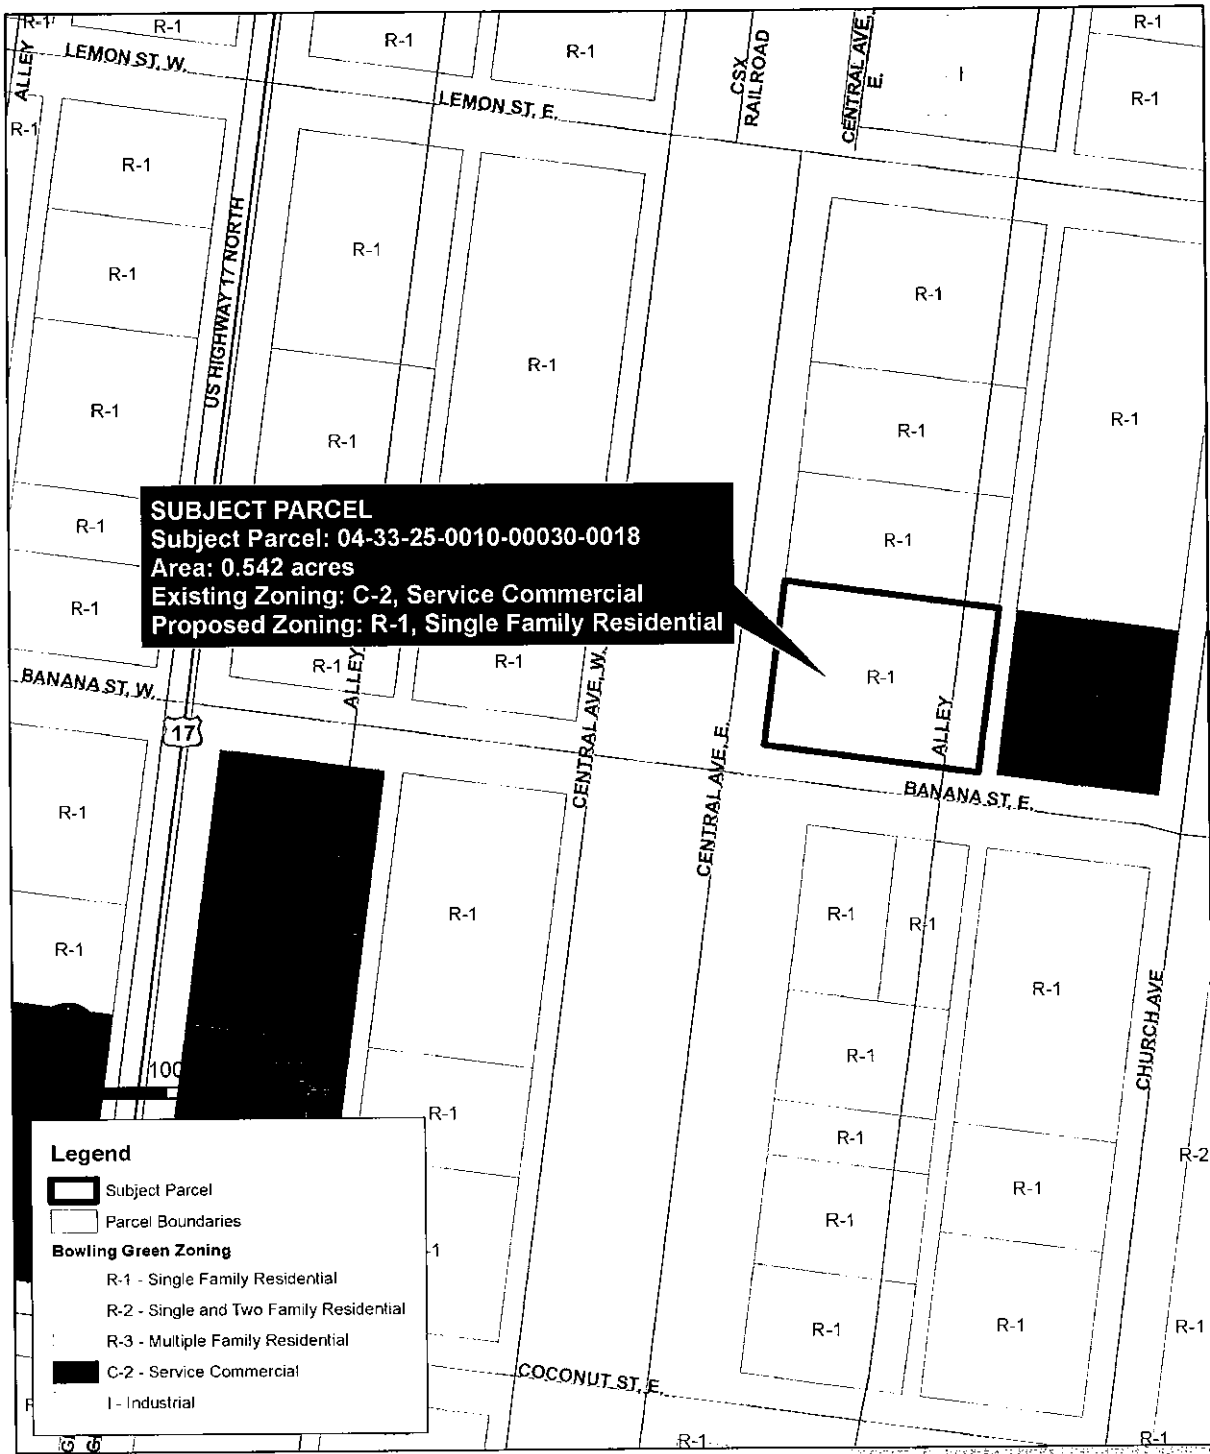 R-1
R-1
R-1
R-1
R-1
ALLEY
LEMON ST, W.
LEMON ST, E.
CSX
RAILROAD
CENTRAL AVE,
E.
I
R-1
R-1
R-1
R-1
US HIGHWAY 17 NORTH
R-1
R-1
R-1
R-1
R-1
R-1
R-1
R-1
R-1
SUBJECT PARCEL
Subject Parcel: 04-33-25-0010-00030-0018
Area: 0.542 acres
Existing Zoning: C-2, Service Commercial
Proposed Zoning: R-1, Single Family Residential
R-1
R-1
R-1
R-1
R-1
R-1
BANANA ST, W.
ALLEY
CENTRAL AVE, W.
CENTRAL AVE, E.
ALLEY
17
BANANA ST, E.
R-1
R-1
R-1
R-1
R-1
R-1
R-1
R-1
CHURCH AVE
100
R-1
R-1
R-2
R-1
R-1
-1
R-1
R-1
R-1
Legend
Subject Parcel
Parcel Boundaries
Bowling Green Zoning
R-1 - Single Family Residential
R-2 - Single and Two Family Residential
R-3 - Multiple Family Residential
C-2 - Service Commercial
I - Industrial
COCONUT ST, E.
R-1
R-1